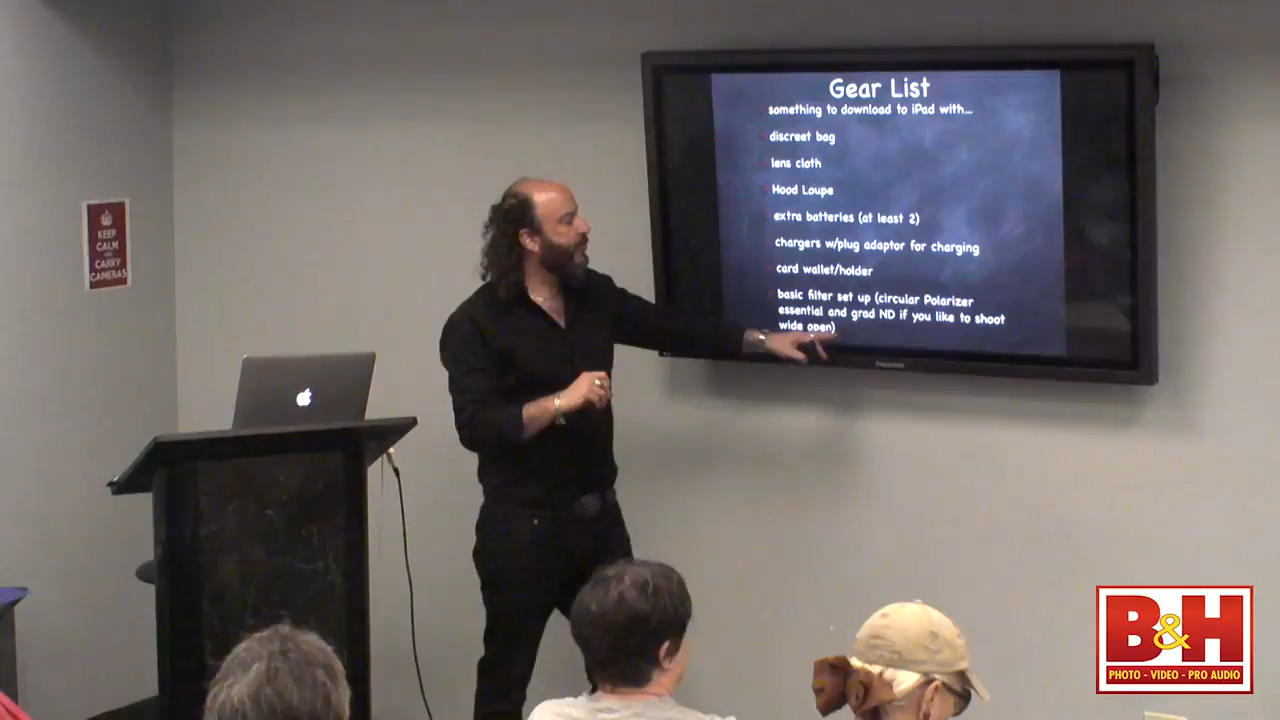 Gear List
something to download to iPad with...
discreet bag
lens cloth
Hood Loupe
extra batteries (at least 2)
chargers w/plug adaptor for charging
card wallet/holder
basic filter set up (circular Polarizer
essential and grad ND if you like to shoot
wide open)
KEEP
CALM
AND
CARRY
CAMERAS
B&H
PHOTO - VIDEO - PRO AUDIO